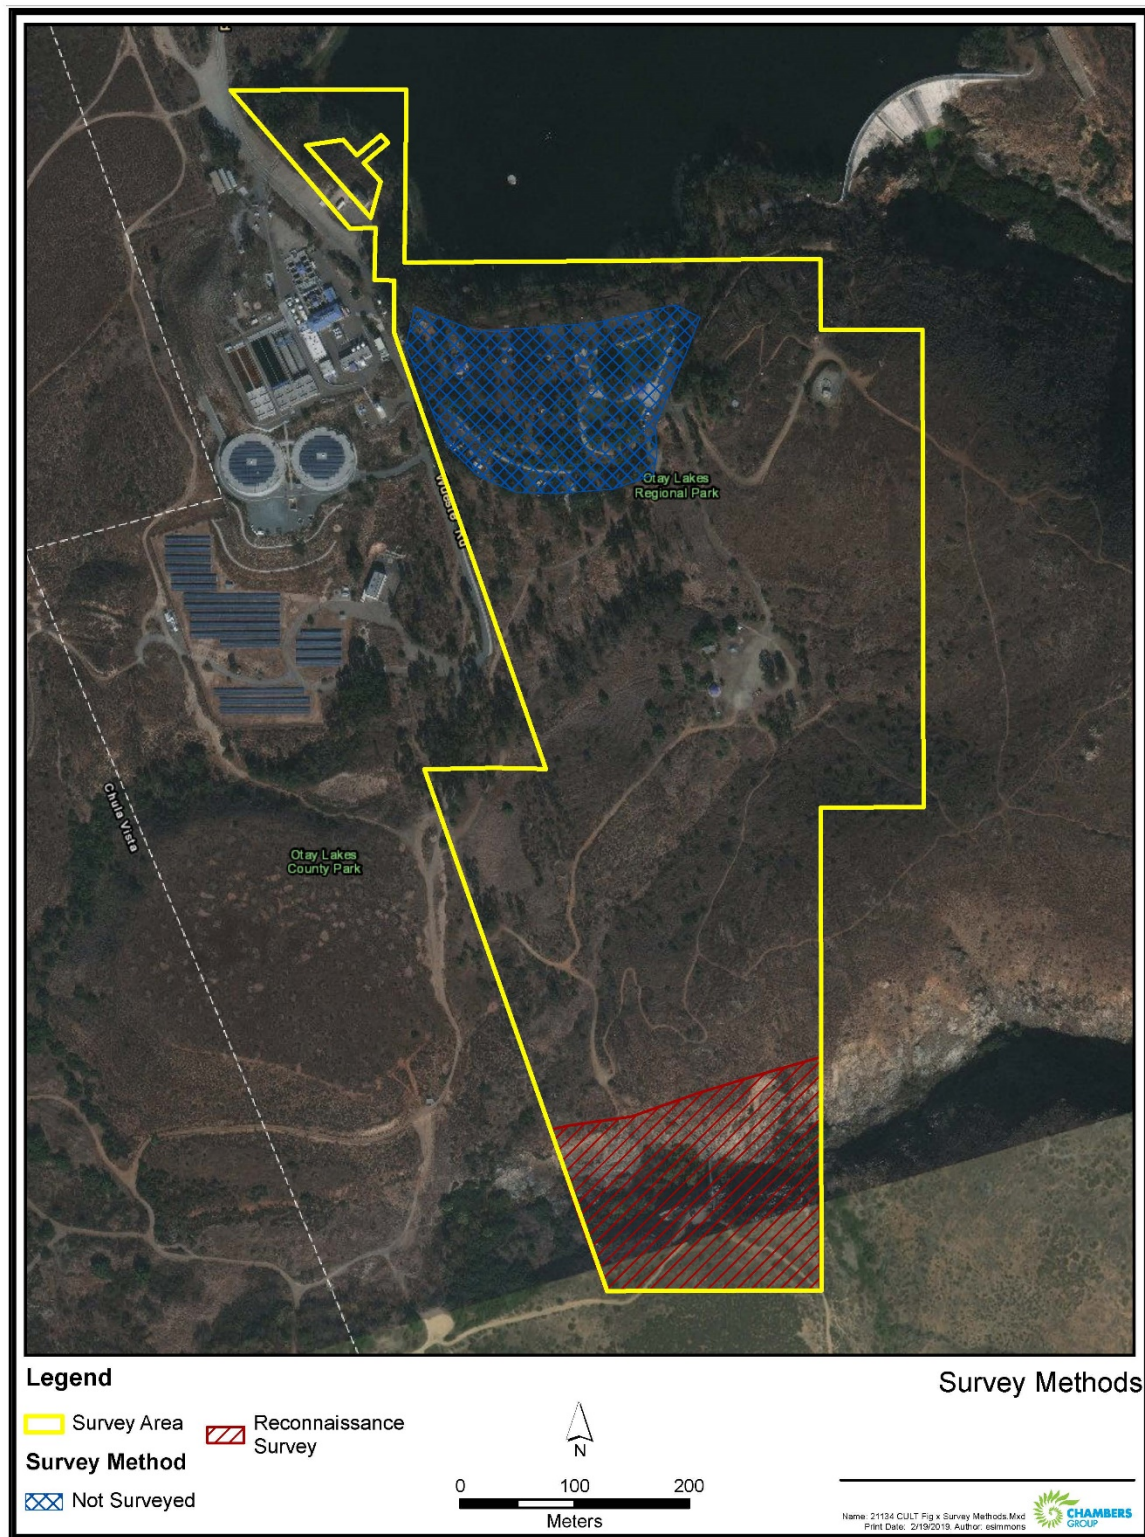 Wueste Rd
Otay Lakes
Regional Park
Chula Vista
Otay Lakes
County Park
Legend
Survey Area
Reconnaissance
Survey
Survey Method
Not Surveyed
N
0 100 200
Meters
Survey Methods
Name: 21134 CULT Fig x Survey Methods.Mxd
Print Date: 2/19/2019, Author: esimmons
CHAMBERS
GROUP